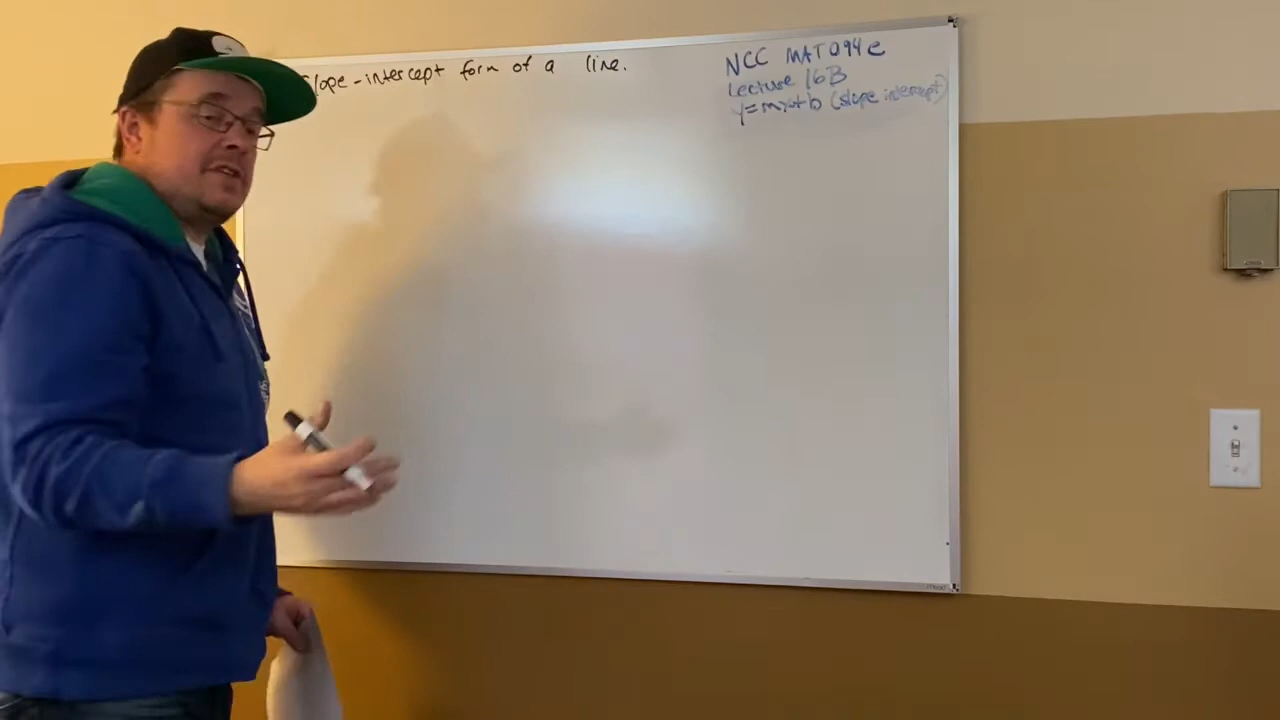 slope-intercept form of a line.
NCC MAT094e
Lecture 16B
y=mx+b (slope intercept)